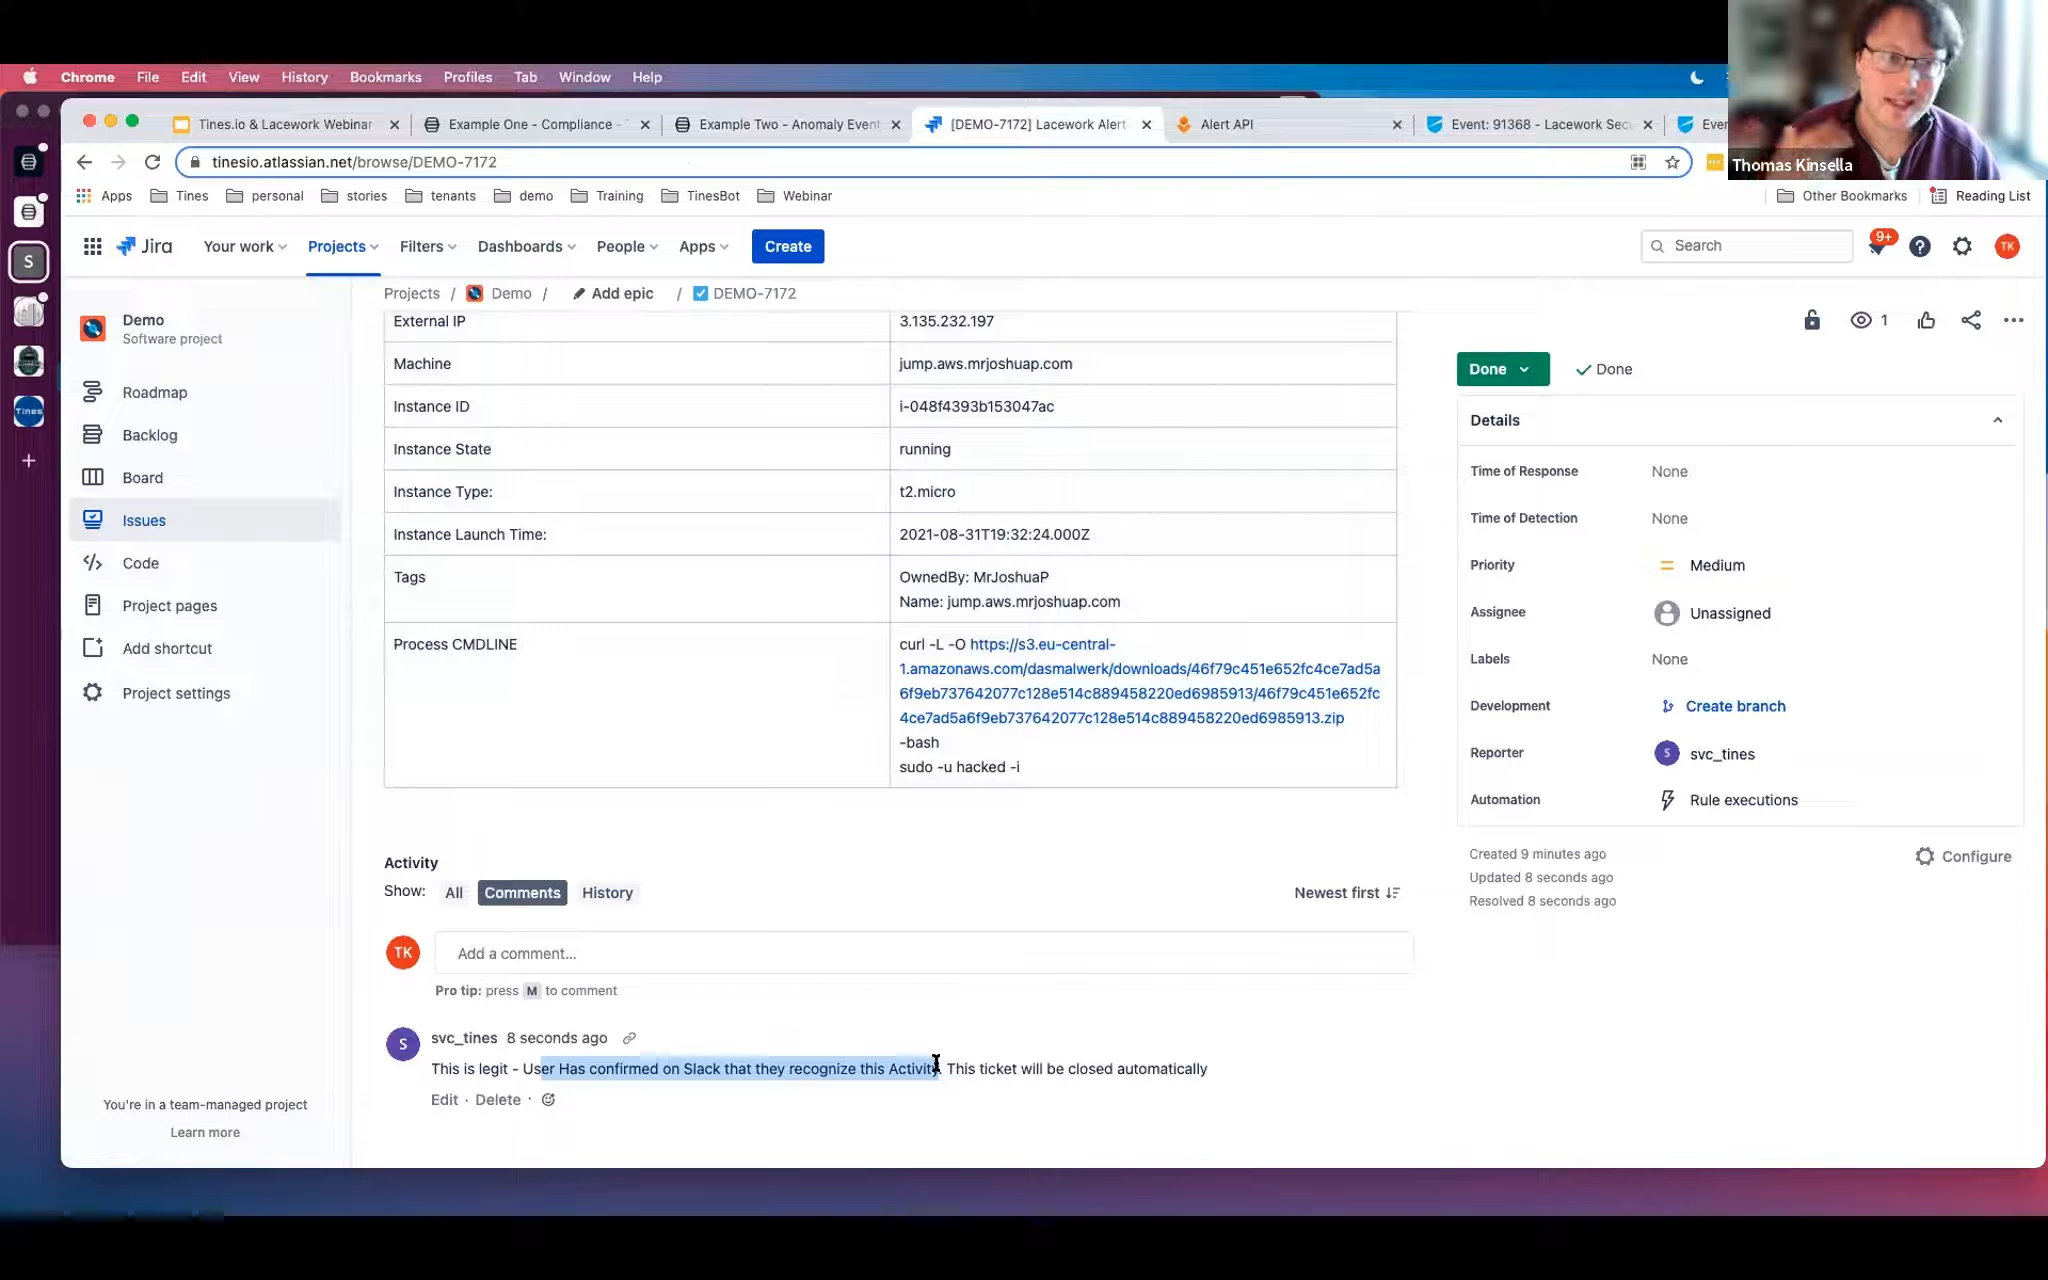 Chrome File Edit View History Bookmarks Profiles Tab Window Help
Tines.io & Lacework Webinar
Example One - Compliance -
Example Two - Anomaly Event
[DEMO-7172] Lacework Alert
Alert API
Event: 91368 - Lacework Sec
Ever
Thomas Kinsella
tinesio.atlassian.net/browse/DEMO-7172
Apps Tines personal stories tenants demo Training TinesBot Webinar Other Bookmarks Reading List
Jira Your work Projects Filters Dashboards People Apps Create Search 9+ TK
S
Tines
Projects / Demo / Add epic / DEMO-7172
Demo
Software project
Roadmap
Backlog
Board
Issues
Code
Project pages
Add shortcut
Project settings
You're in a team-managed project
Learn more
External IP 3.135.232.197
Machine jump.aws.mrjoshuap.com
Instance ID i-048f4393b153047ac
Instance State running
Instance Type: t2.micro
Instance Launch Time: 2021-08-31T19:32:24.000Z
Tags OwnedBy: MrJoshuaP
Name: jump.aws.mrjoshuap.com
Process CMDLINE curl -L -O https://s3.eu-central-
1.amazonaws.com/dasmalwerk/downloads/46f79c451e652fc4ce7ad5a
6f9eb737642077c128e514c889458220ed6985913/46f79c451e652fc
4ce7ad5a6f9eb737642077c128e514c889458220ed6985913.zip
-bash
sudo -u hacked -i
Activity
Show: All Comments History Newest first
TK Add a comment...
Pro tip: press M to comment
S svc_tines 8 seconds ago
This is legit - User Has confirmed on Slack that they recognize this Activity. This ticket will be closed automatically
Edit · Delete ·
1
Done Done
Details
Time of Response None
Time of Detection None
Priority Medium
Assignee Unassigned
Labels None
Development Create branch
Reporter S svc_tines
Automation Rule executions
Created 9 minutes ago
Updated 8 seconds ago
Resolved 8 seconds ago
Configure